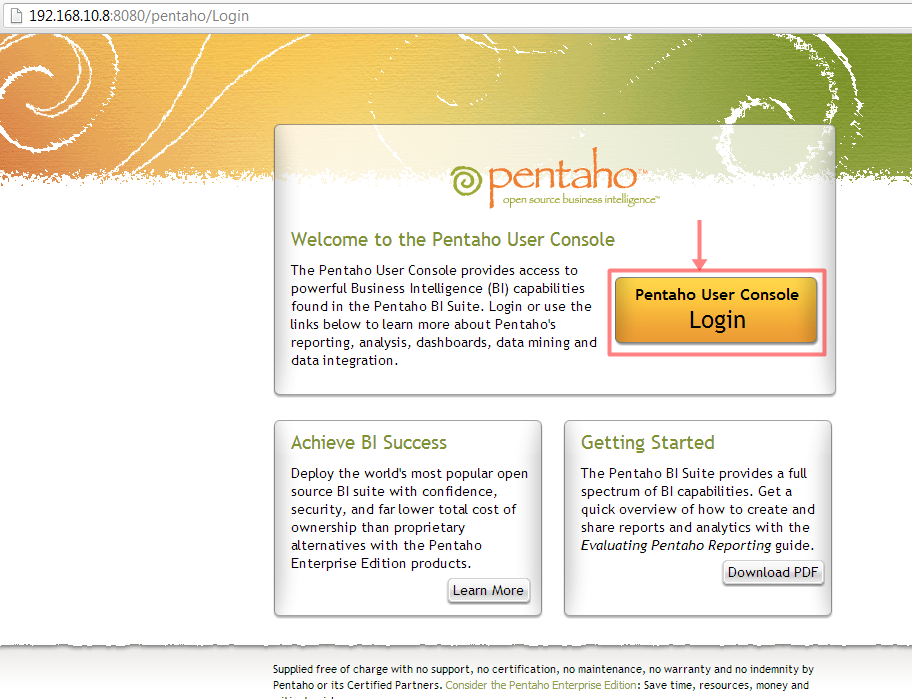 192.168.10.8:8080/pentaho/Login
pentaho™
open source business intelligence™
Welcome to the Pentaho User Console
The Pentaho User Console provides access to
powerful Business Intelligence (BI) capabilities
found in the Pentaho BI Suite. Login or use the
links below to learn more about Pentaho's
reporting, analysis, dashboards, data mining and
data integration.
Pentaho User Console
Login
Achieve BI Success
Deploy the world's most popular open
source BI suite with confidence,
security, and far lower total cost of
ownership than proprietary
alternatives with the Pentaho
Enterprise Edition products.
Learn More
Getting Started
The Pentaho BI Suite provides a full
spectrum of BI capabilities. Get a
quick overview of how to create and
share reports and analytics with the
Evaluating Pentaho Reporting guide.
Download PDF
Supplied free of charge with no support, no certification, no maintenance, no warranty and no indemnity by
Pentaho or its Certified Partners. Consider the Pentaho Enterprise Edition: Save time, resources, money and